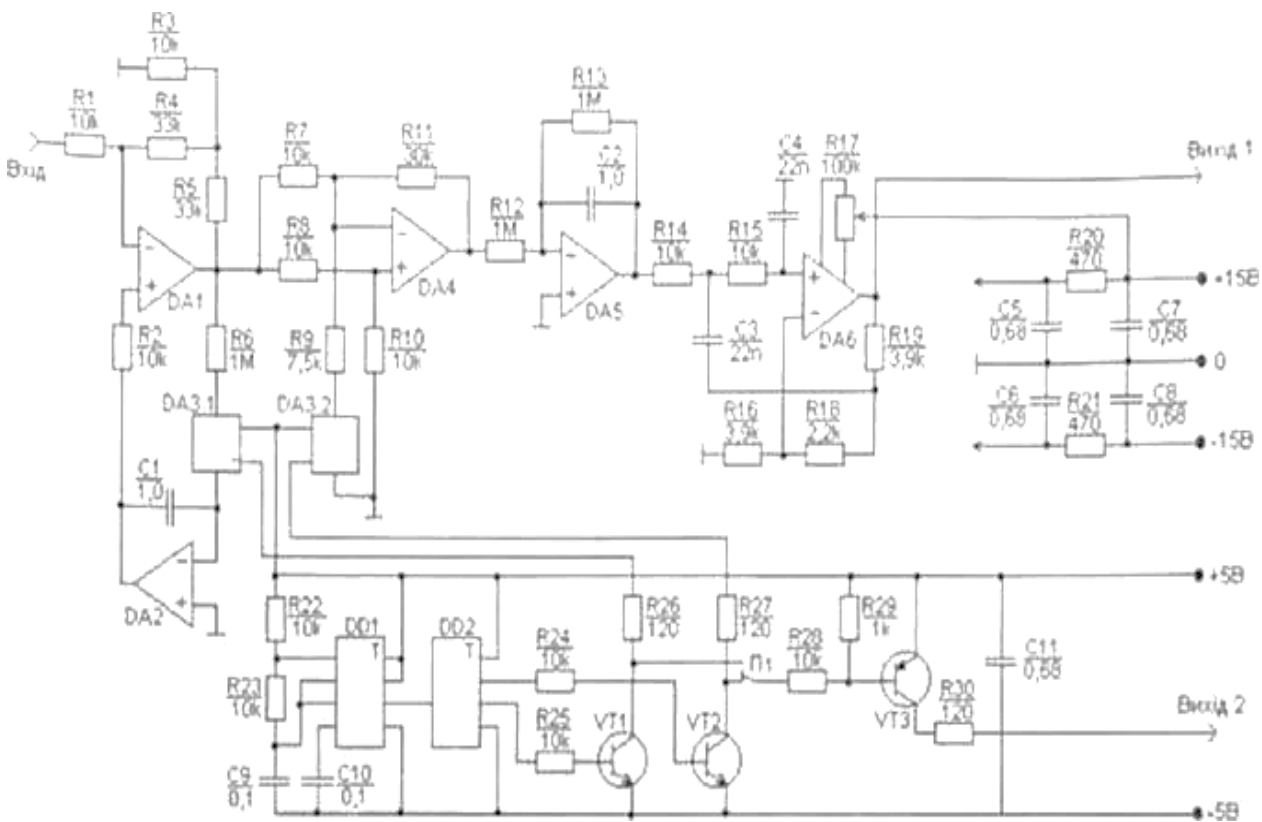 R3
10k
R1
10k
R4
33k
Вхід
R5
33k
R7
10k
R11
30k
R13
1M
C2
1,0
C4
22n
R17
100k
Вихід 1
R8
10k
R12
1M
R14
10k
R15
10k
R20
470
+15В
DA1
DA4
DA5
DA6
C3
22n
R19
3,9k
C5
0,68
C7
0,68
0
R2
10k
R6
1M
R9
7,5k
R10
10k
R16
3,9k
R18
2,2k
C6
0,68
R21
470
C8
0,68
-15В
DA3.1
DA3.2
C1
1,0
DA2
+5В
R22
10k
DD1
T
DD2
T
R24
10k
R26
120
R27
120
П1
R28
10k
R29
1k
C11
0,68
R23
10k
R25
10k
VT1
VT2
VT3
R30
120
Вихід 2
C9
0,1
C10
0,1
-5В